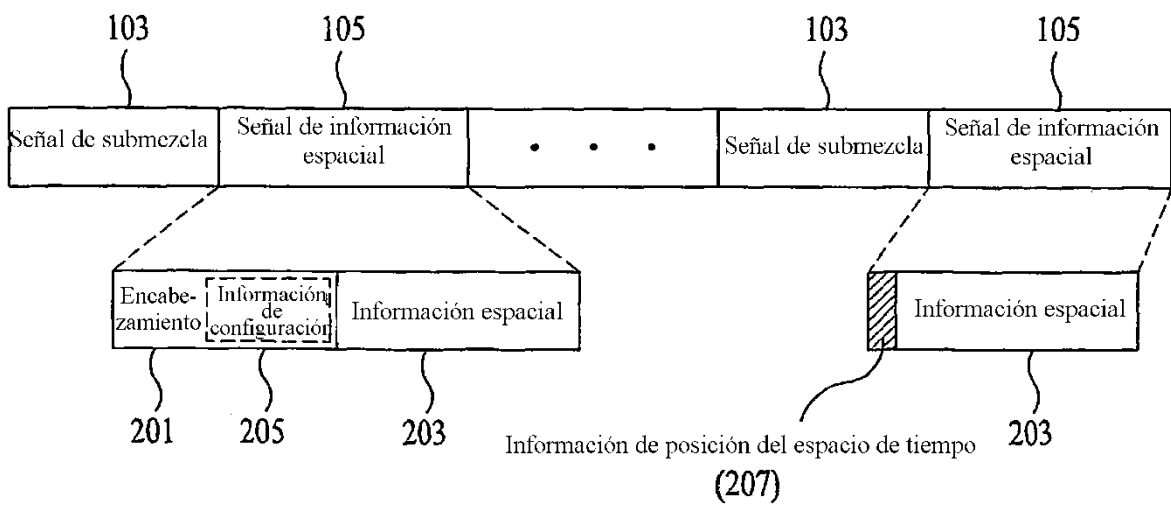 103
105
103
105
Señal de submezcla
Señal de información
espacial
. . .
Señal de submezcla
Señal de información
espacial
Encabe-
zamiento
Información
de
configuración
Información espacial
Información espacial
201
205
203
Información de posición del espacio de tiempo
(207)
203